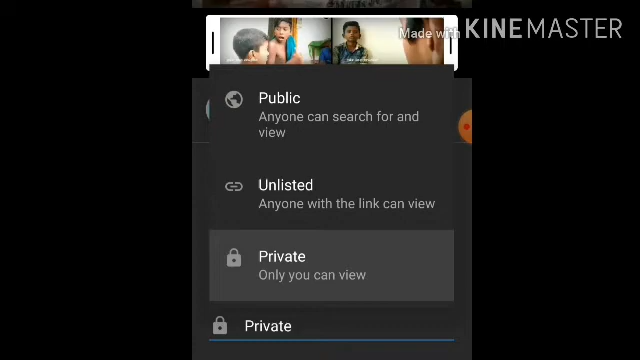 Made with KINEMASTER
Public
Anyone can search for and
view
Unlisted
Anyone with the link can view
Private
Only you can view
Private